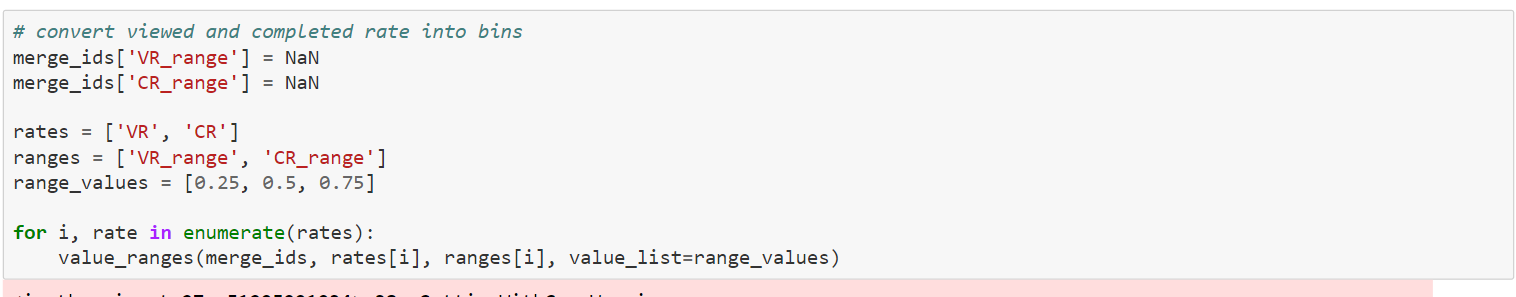 # convert viewed and completed rate into bins
merge_ids['VR_range'] = NaN
merge_ids['CR_range'] = NaN
rates = ['VR', 'CR']
ranges = ['VR_range', 'CR_range']
range_values = [0.25, 0.5, 0.75]
for i, rate in enumerate(rates):
    value_ranges(merge_ids, rates[i], ranges[i], value_list=range_values)